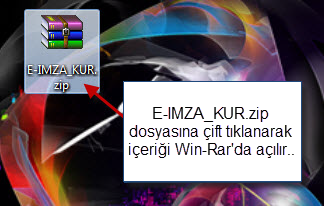 E-IMZA_KUR.
zip
E-IMZA_KUR.zip
dosyasına çift tıklanarak
içeriği Win-Rar'da açılır..